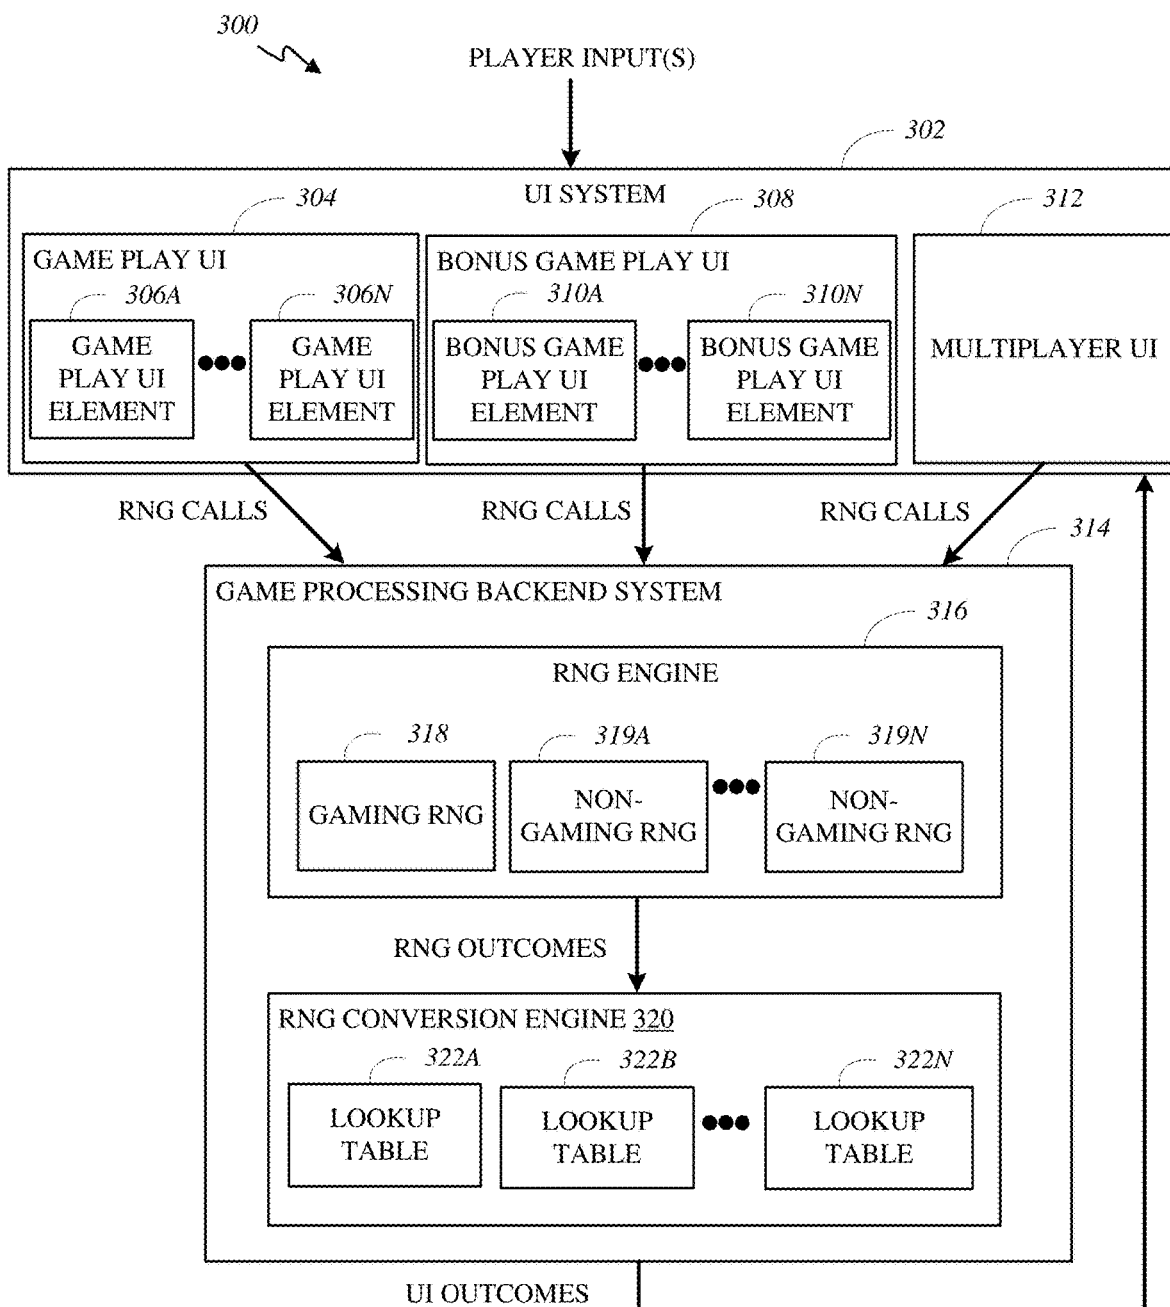 300
PLAYER INPUT(S)
302
UI SYSTEM
304
308
312
GAME PLAY UI
BONUS GAME PLAY UI
306A
306N
310A
310N
GAME
PLAY UI
ELEMENT
GAME
PLAY UI
ELEMENT
BONUS GAME
PLAY UI
ELEMENT
BONUS GAME
PLAY UI
ELEMENT
MULTIPLAYER UI
RNG CALLS
RNG CALLS
RNG CALLS
314
GAME PROCESSING BACKEND SYSTEM
316
RNG ENGINE
318
319A
319N
GAMING RNG
NON-
GAMING RNG
NON-
GAMING RNG
RNG OUTCOMES
RNG CONVERSION ENGINE 320
322A
322B
322N
LOOKUP
TABLE
LOOKUP
TABLE
LOOKUP
TABLE
UI OUTCOMES